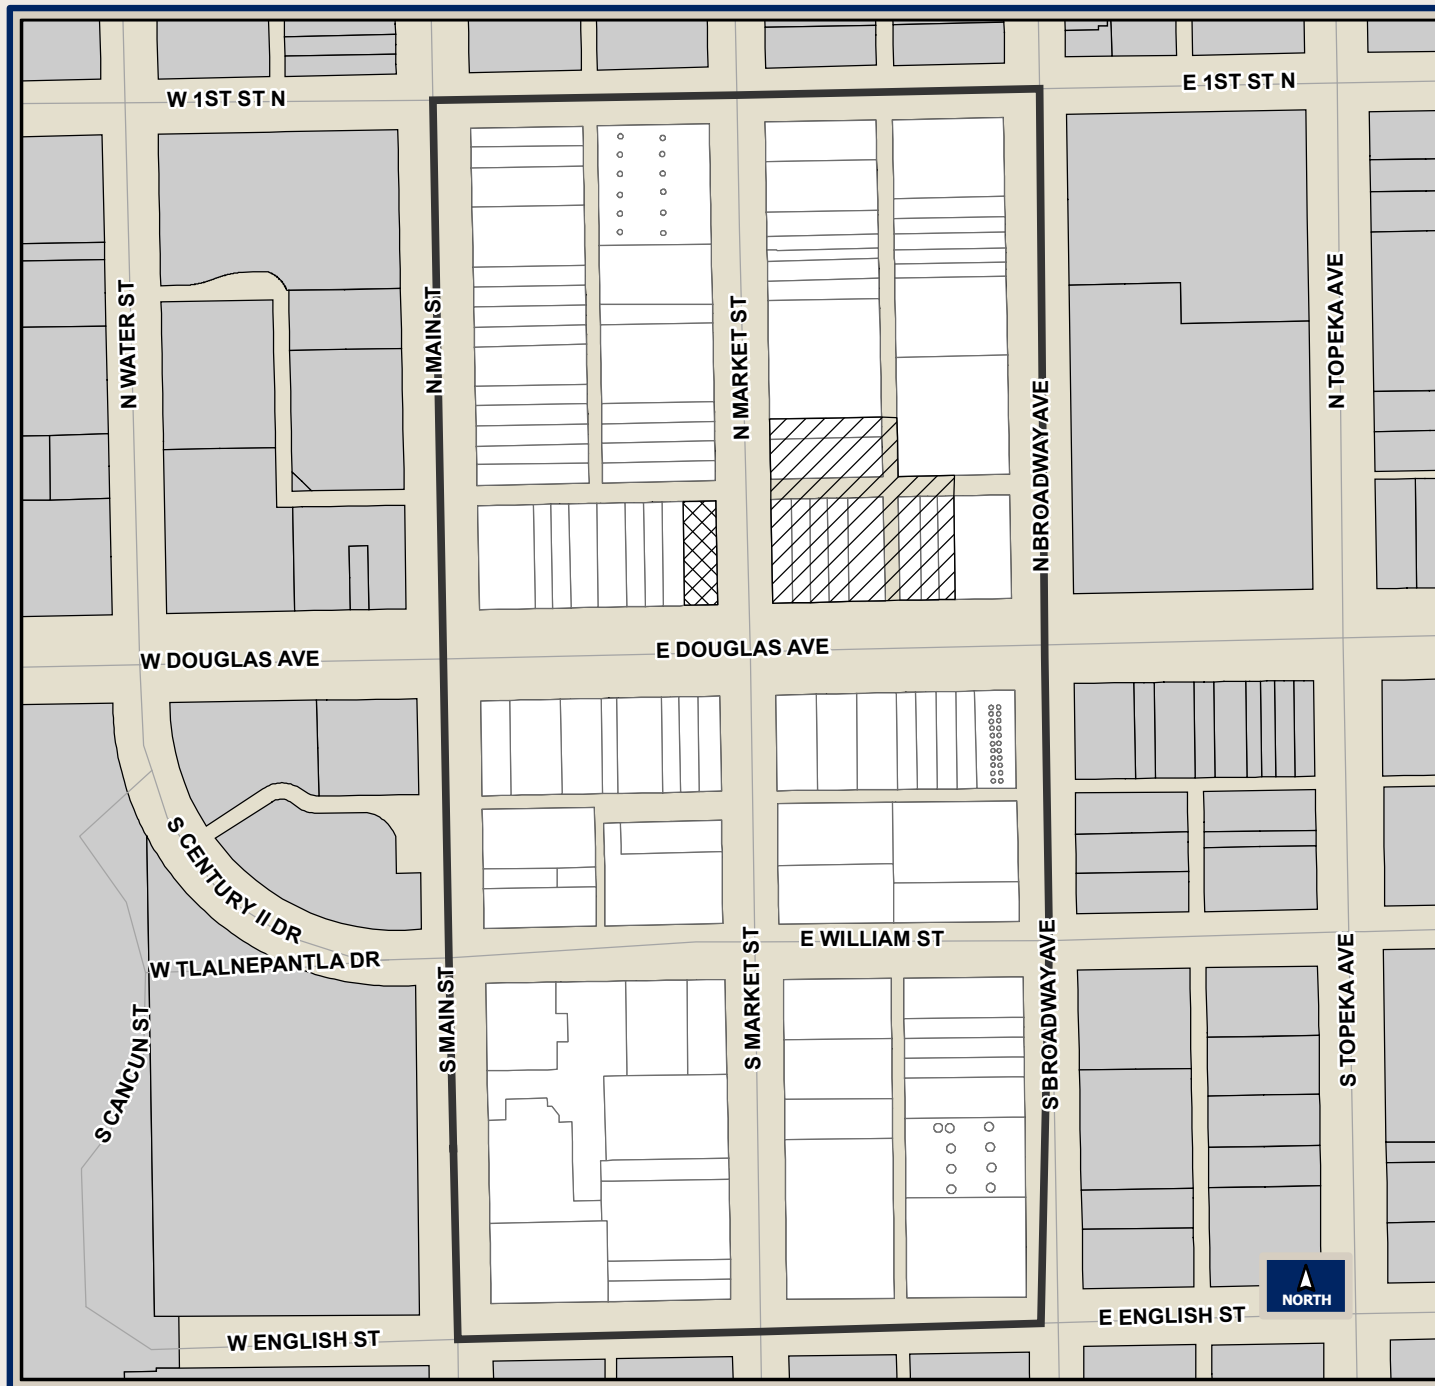 W 1ST ST N
E 1ST ST N
N WATER ST
N MAIN ST
N MARKET ST
N BROADWAY AVE
N TOPEKA AVE
W DOUGLAS AVE
E DOUGLAS AVE
S CENTURY II DR
W TLALNEPANTLA DR
E WILLIAM ST
S CANCUN ST
S MAIN ST
S MARKET ST
S BROADWAY AVE
S TOPEKA AVE
NORTH
W ENGLISH ST
E ENGLISH ST